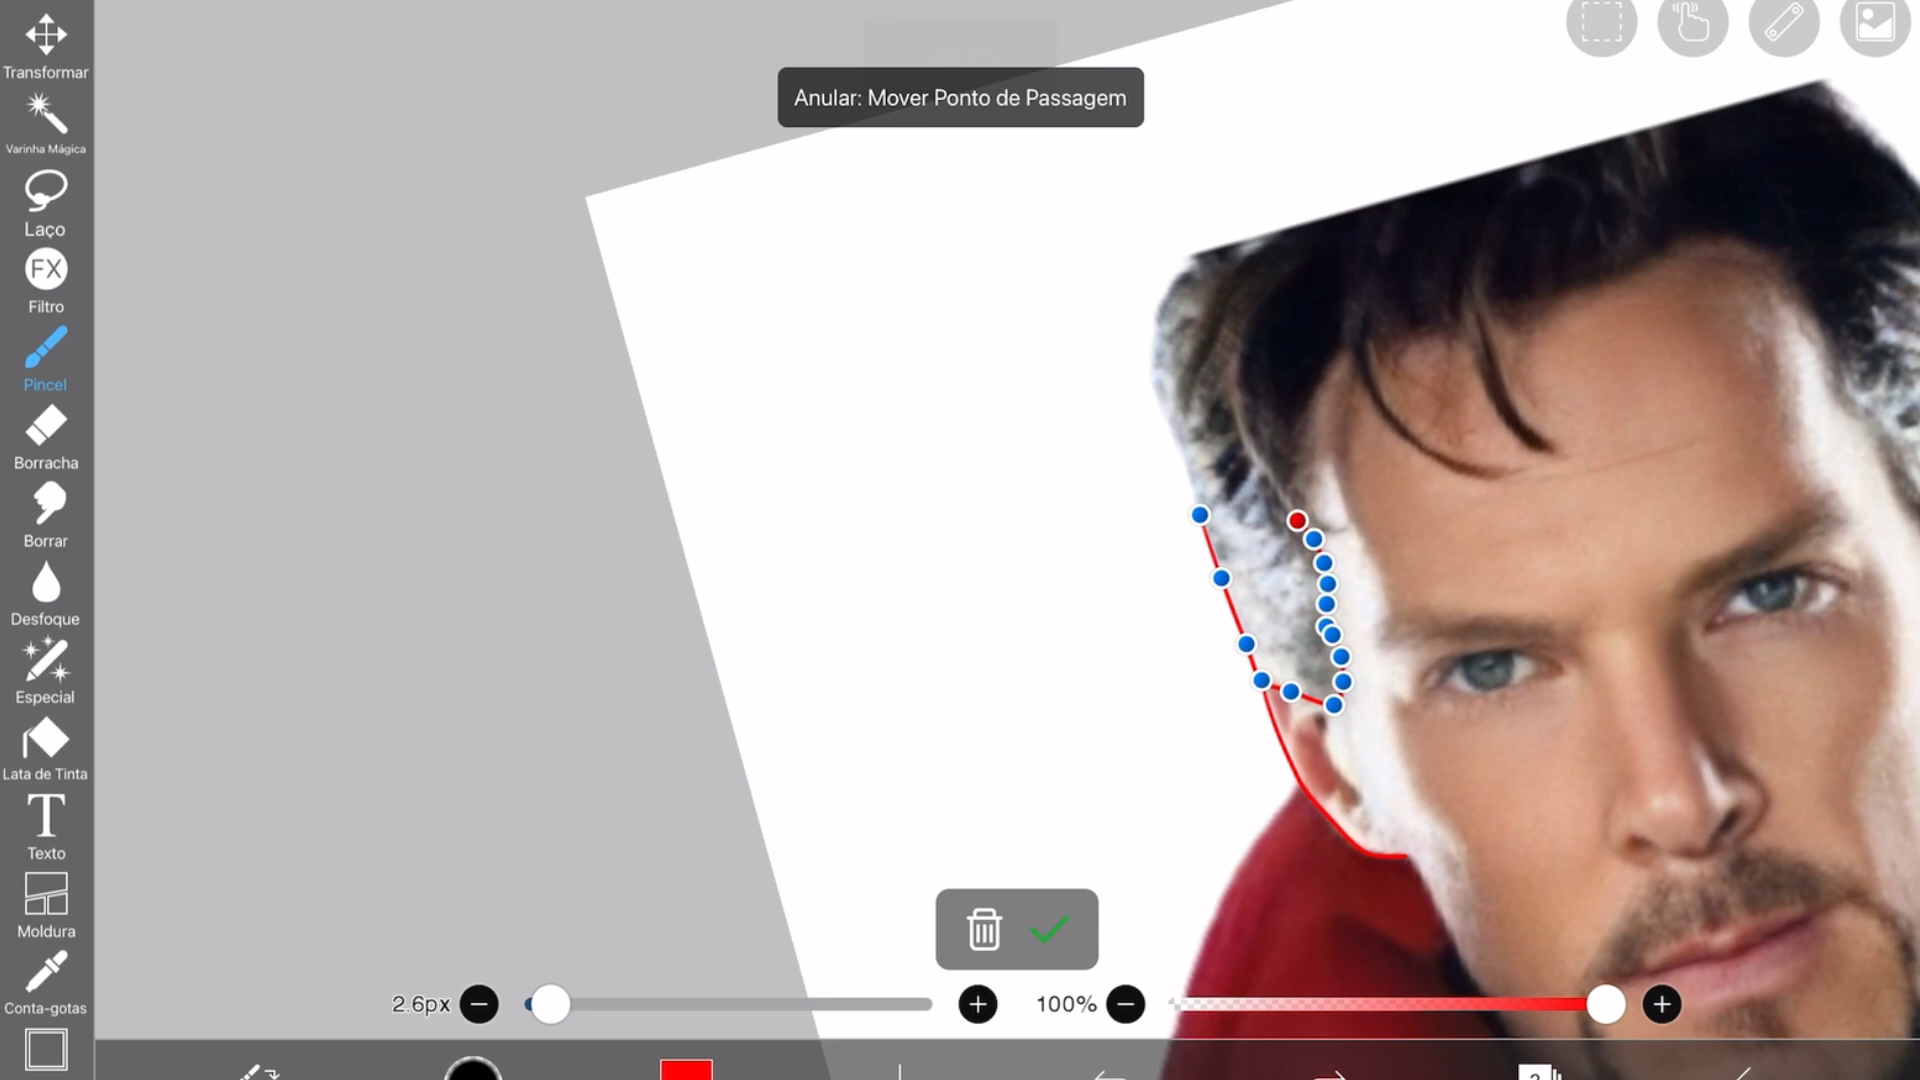 Transformar
Varinha Mágica
Laço
FX
Filtro
Pincel
Borracha
Borrar
Desfoque
Especial
Lata de Tinta
T
Texto
Moldura
Conta-gotas
Anular: Mover Ponto de Passagem
2.6px
100%